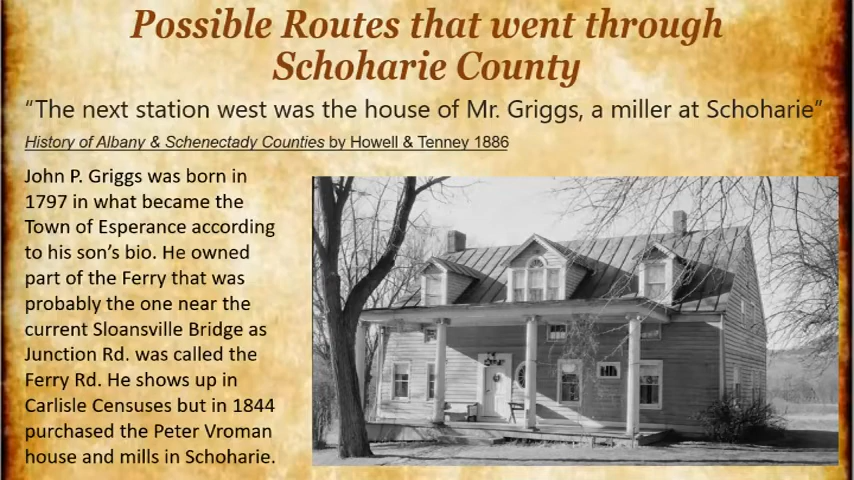 Possible Routes that went through
Schoharie County
“The next station west was the house of Mr. Griggs, a miller at Schoharie“
History of Albany & Schenectady Counties by Howell & Tenney 1886
John P. Griggs was born in
1797 in what became the
Town of Esperance according
to his son’s bio. He owned
part of the Ferry that was
probably the one near the
current Sloansville Bridge as
Junction Rd. was called the
Ferry Rd. He shows up in
Carlisle Censuses but in 1844
purchased the Peter Vroman
house and mills in Schoharie.